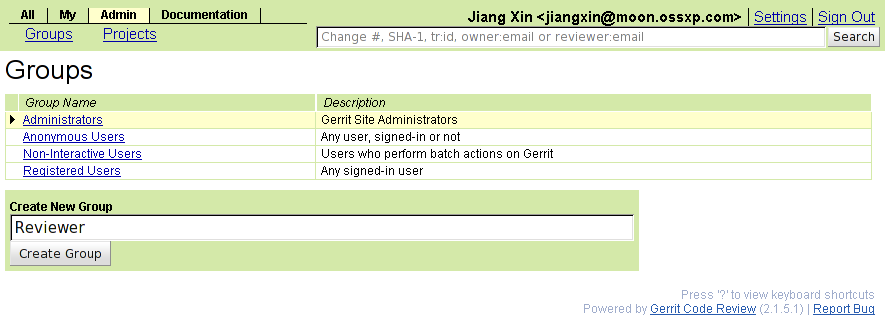 All My Admin Documentation
Jiang Xin <jiangxin@moon.ossxp.com> Settings Sign Out
Groups Projects
Change #, SHA-1, tr:id, owner:email or reviewer:email Search
Groups
Group Name Description
Administrators Gerrit Site Administrators
Anonymous Users Any user, signed-in or not
Non-Interactive Users Users who perform batch actions on Gerrit
Registered Users Any signed-in user
Create New Group
Reviewer
Create Group
Press '?' to view keyboard shortcuts
Powered by Gerrit Code Review (2.1.5.1) | Report Bug